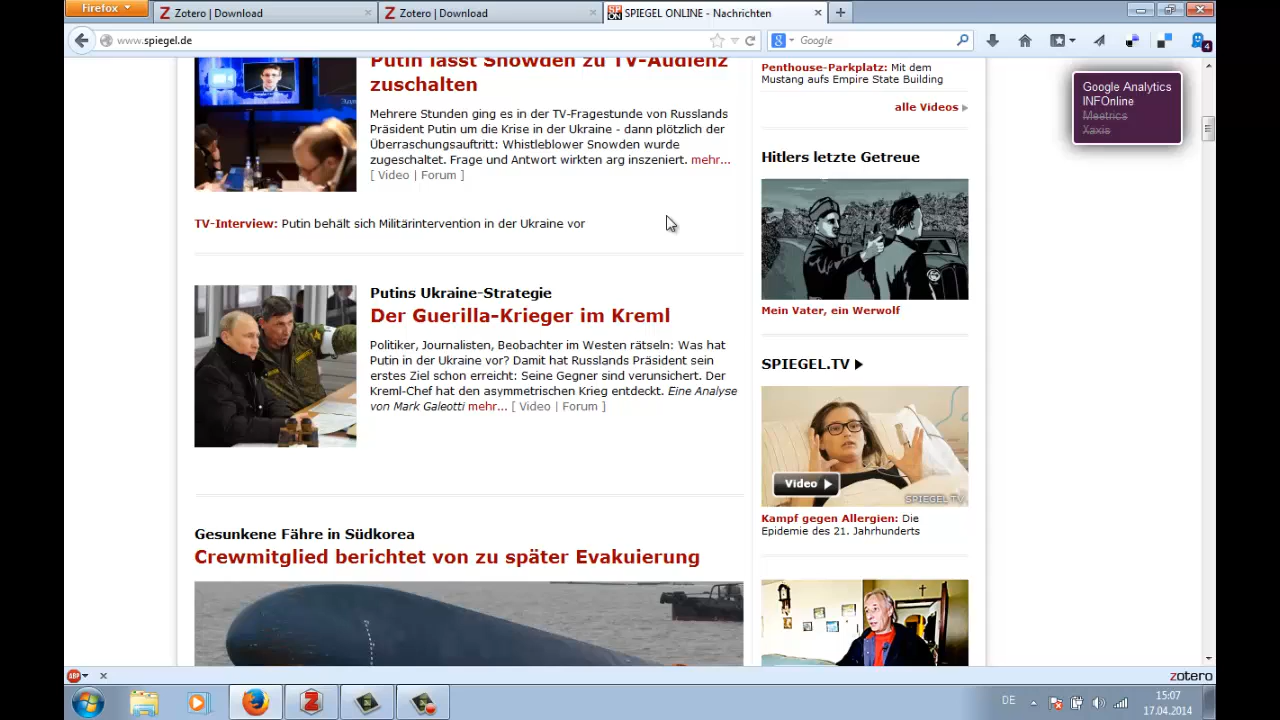 Firefox
Zotero | Download
Zotero | Download
SPIEGEL ONLINE - Nachrichten
www.spiegel.de
Google
4
Putin lässt Snowden zu TV-Audienz
zuschalten
Mehrere Stunden ging es in der TV-Fragestunde von Russlands
Präsident Putin um die Krise in der Ukraine - dann plötzlich der
Überraschungsauftritt: Whistleblower Snowden wurde
zugeschaltet. Frage und Antwort wirkten arg inszeniert. mehr...
[ Video | Forum ]
TV-Interview: Putin behält sich Militärintervention in der Ukraine vor
Putins Ukraine-Strategie
Der Guerilla-Krieger im Kreml
Politiker, Journalisten, Beobachter im Westen rätseln: Was hat
Putin in der Ukraine vor? Damit hat Russlands Präsident sein
erstes Ziel schon erreicht: Seine Gegner sind verunsichert. Der
Kreml-Chef hat den asymmetrischen Krieg entdeckt. Eine Analyse
von Mark Galeotti mehr... [ Video | Forum ]
Gesunkene Fähre in Südkorea
Crewmitglied berichtet von zu später Evakuierung
Penthouse-Parkplatz: Mit dem
Mustang aufs Empire State Building
alle Videos
Hitlers letzte Getreue
Mein Vater, ein Werwolf
SPIEGEL.TV
Video
SPIEGEL.TV
Kampf gegen Allergien: Die
Epidemie des 21. Jahrhunderts
Google Analytics
INFOnline
Meetrics
Xaxis
ABP
zotero
DE
15:07
17.04.2014